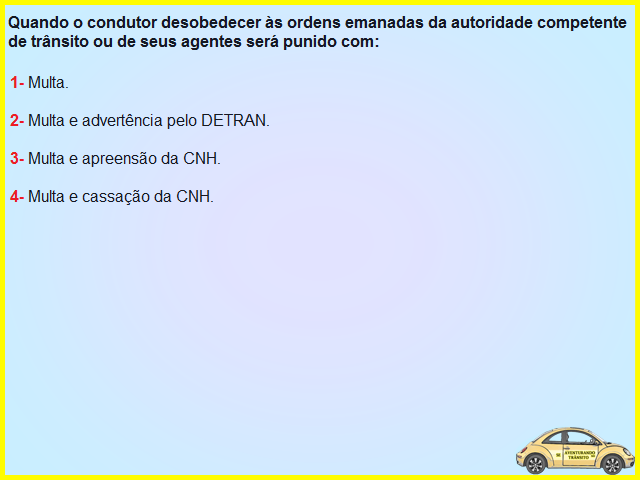 Quando o condutor desobedecer às ordens emanadas da autoridade competente
de trânsito ou de seus agentes será punido com:
1- Multa.
2- Multa e advertência pelo DETRAN.
3- Multa e apreensão da CNH.
4- Multa e cassação da CNH.
AVENTURANDO
TRÂNSITO